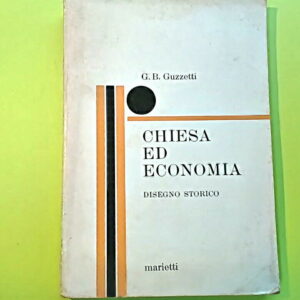 G. B. Guzzetti
CHIESA
ED
ECONOMIA
DISEGNO STORICO
marietti